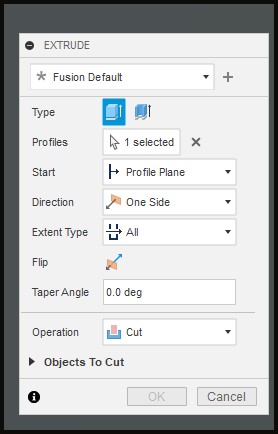 EXTRUDE
Fusion Default
Type
Profiles 1 selected
Start Profile Plane
Direction One Side
Extent Type All
Flip
Taper Angle 0.0 deg
Operation Cut
Objects To Cut
OK Cancel